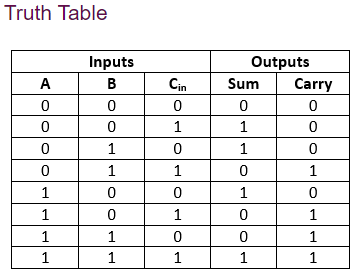 Truth Table
Inputs Outputs
A B Cin Sum Carry
0 0 0 0 0
0 0 1 1 0
0 1 0 1 0
0 1 1 0 1
1 0 0 1 0
1 0 1 0 1
1 1 0 0 1
1 1 1 1 1